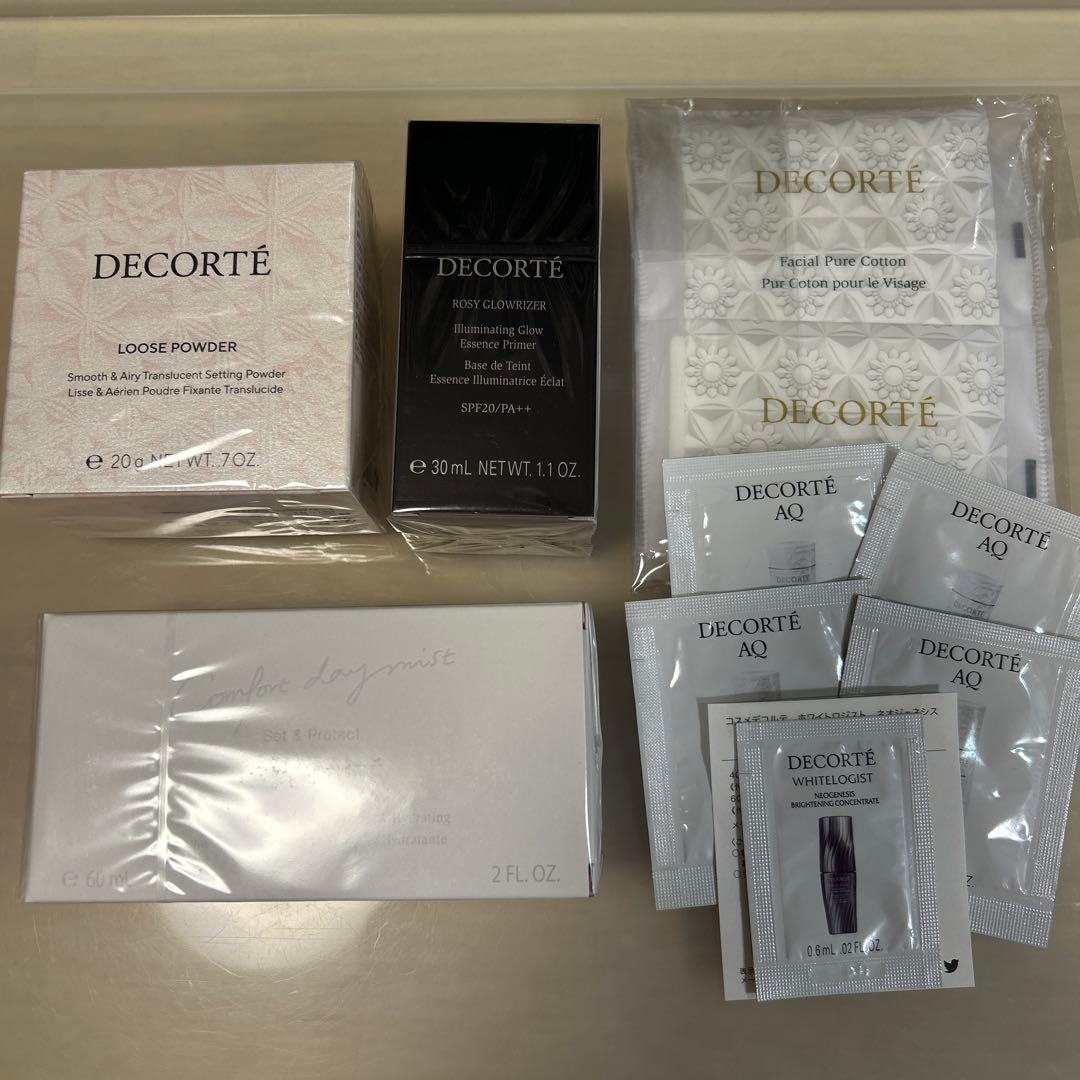 DECORTÉ
LOOSE POWDER
Smooth & Airy Translucent Setting Powder
Lisse & Aérien Poudre Fixante Translucide
e 20g NET WT. .7 OZ.
DECORTÉ
ROSY GLOWRIZER
Illuminating Glow
Essence Primer
Base de Teint
Essence Illuminatrice Éclat
SPF20/PA++
e 30 mL NET WT. 1.1 OZ.
DECORTÉ
Facial Pure Cotton
Pur Coton pour le Visage
DECORTÉ
DECORTÉ
AQ
DECORTÉ
DECORTÉ
AQ
DECORTÉ
DECORTÉ
AQ
DECORTÉ
AQ
comfort day mist
Set & Protect
& Hydrating
Hydratante
e 60 mL
2 FL. OZ.
コスメデコルテ ホワイトロジスト ネオジーネシス
DECORTÉ
WHITELOGIST
NEOGENESIS
BRIGHTENING CONCENTRATE
0.6 mL .02 FL. OZ.